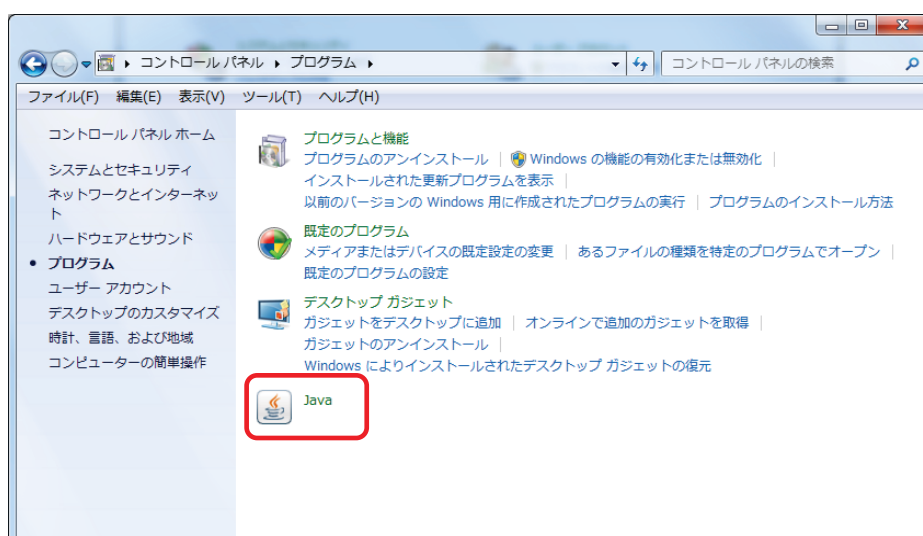 コントロール パネル ▸ プログラム ▸
コントロール パネルの検索
ファイル(F) 編集(E) 表示(V) ツール(T) ヘルプ(H)
コントロール パネル ホーム
システムとセキュリティ
ネットワークとインターネッ
ト
ハードウェアとサウンド
プログラム
ユーザー アカウント
デスクトップのカスタマイズ
時計、言語、および地域
コンピューターの簡単操作
プログラムと機能
プログラムのアンインストール | Windows の機能の有効化または無効化 |
インストールされた更新プログラムを表示 |
以前のバージョンの Windows 用に作成されたプログラムの実行 | プログラムのインストール方法
既定のプログラム
メディアまたはデバイスの既定設定の変更 | あるファイルの種類を特定のプログラムでオープン |
既定のプログラムの設定
デスクトップ ガジェット
ガジェットをデスクトップに追加 | オンラインで追加のガジェットを取得 |
ガジェットのアンインストール |
Windows によりインストールされたデスクトップ ガジェットの復元
Java